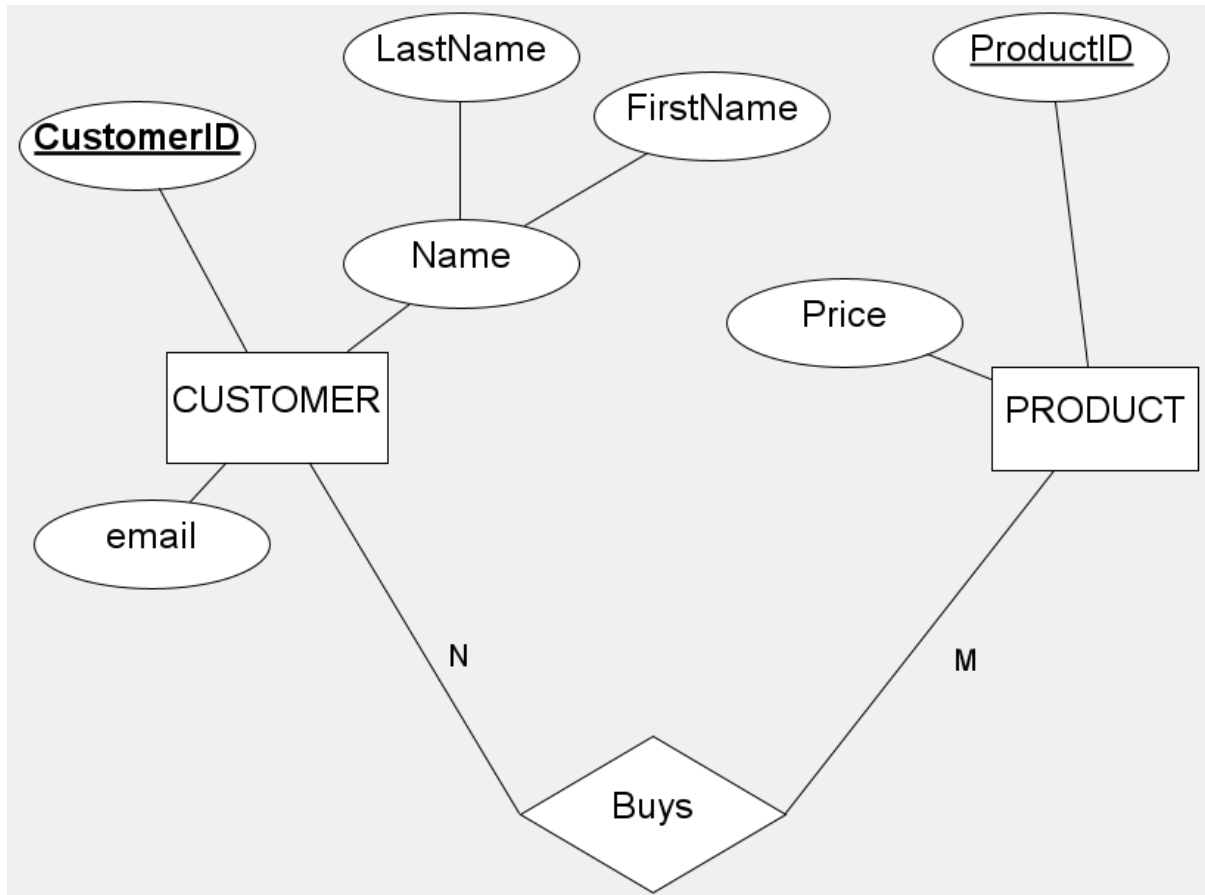 LastName
ProductID
FirstName
CustomerID
Name
Price
CUSTOMER
PRODUCT
email
N
M
Buys